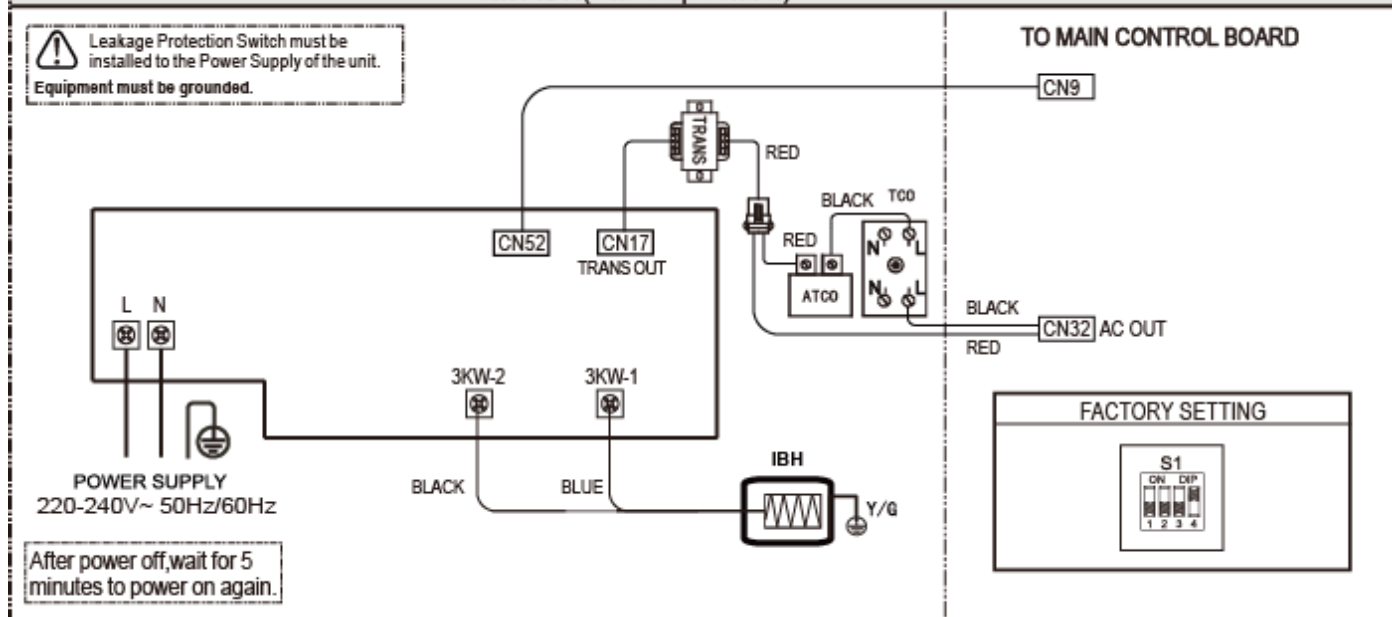 Leakage Protection Switch must be
installed to the Power Supply of the unit.
Equipment must be grounded.
TO MAIN CONTROL BOARD
CN9
TRANS
RED
BLACK
TCO
RED
N L
ATCO
N L
CN52
CN17
TRANS OUT
BLACK
CN32 AC OUT
RED
L N
3KW-2
3KW-1
POWER SUPPLY
220-240V~ 50Hz/60Hz
BLACK
BLUE
IBH
Y/G
FACTORY SETTING
S1
ON DIP
1 2 3 4
After power off,wait for 5
minutes to power on again.